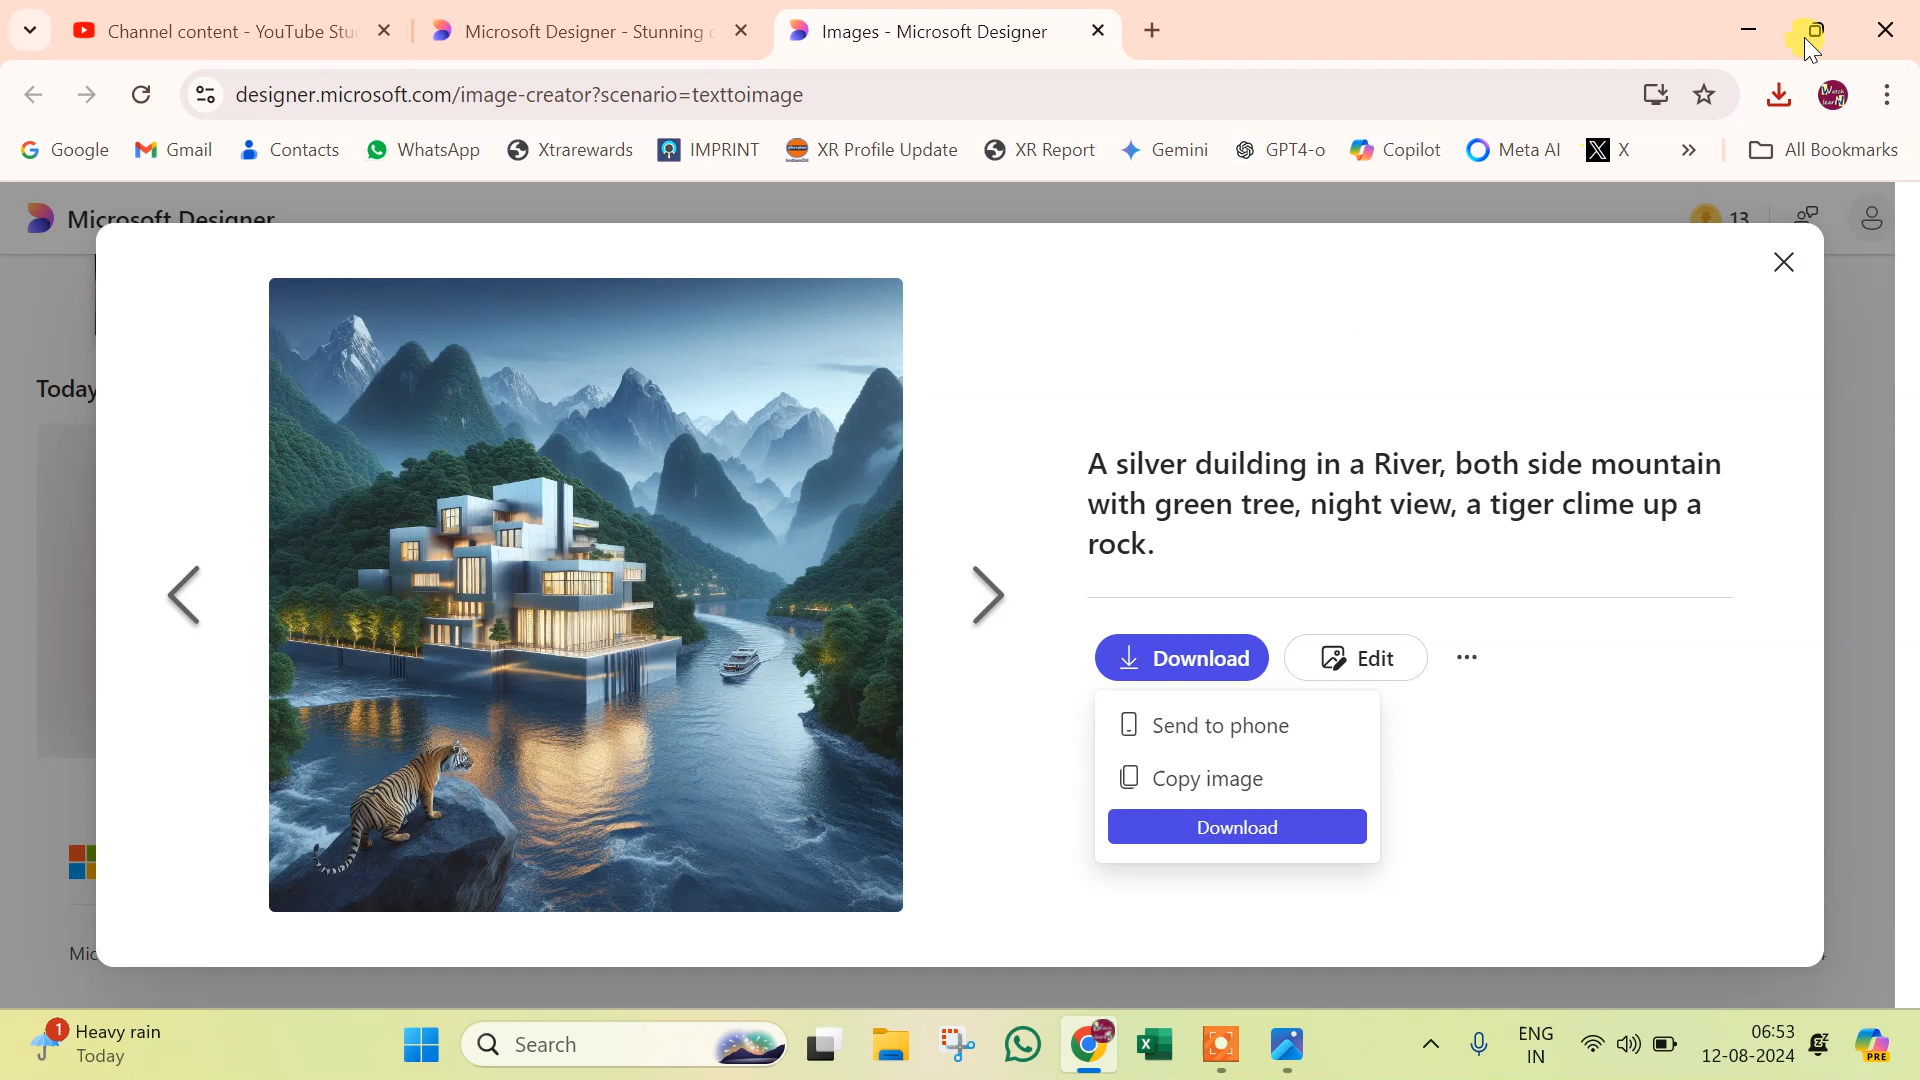 Channel content - YouTube Stu
Microsoft Designer - Stunning
Images - Microsoft Designer
designer.microsoft.com/image-creator?scenario=texttoimage
Google
Gmail
Contacts
WhatsApp
Xtrarewards
IMPRINT
XR Profile Update
XR Report
Gemini
GPT4-o
Copilot
Meta AI
X
All Bookmarks
Microsoft Designer
13
Today
A silver duilding in a River, both side mountain
with green tree, night view, a tiger clime up a
rock.
Download
Edit
Send to phone
Copy image
Download
Mic
1
Heavy rain
Today
Search
ENG
IN
06:53
12-08-2024
PRE